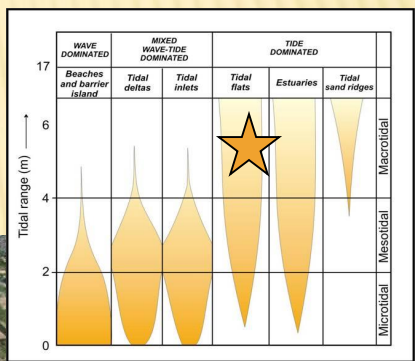 WAVE
DOMINATED
MIXED
WAVE-TIDE
DOMINATED
TIDE
DOMINATED
17
Beaches
and barrier
island
Tidal
deltas
Tidal
inlets
Tidal
flats
Estuaries
Tidal
sand ridges
6
4
2
0
Tidal range (m)
Macrotidal
Mesotidal
Microtidal